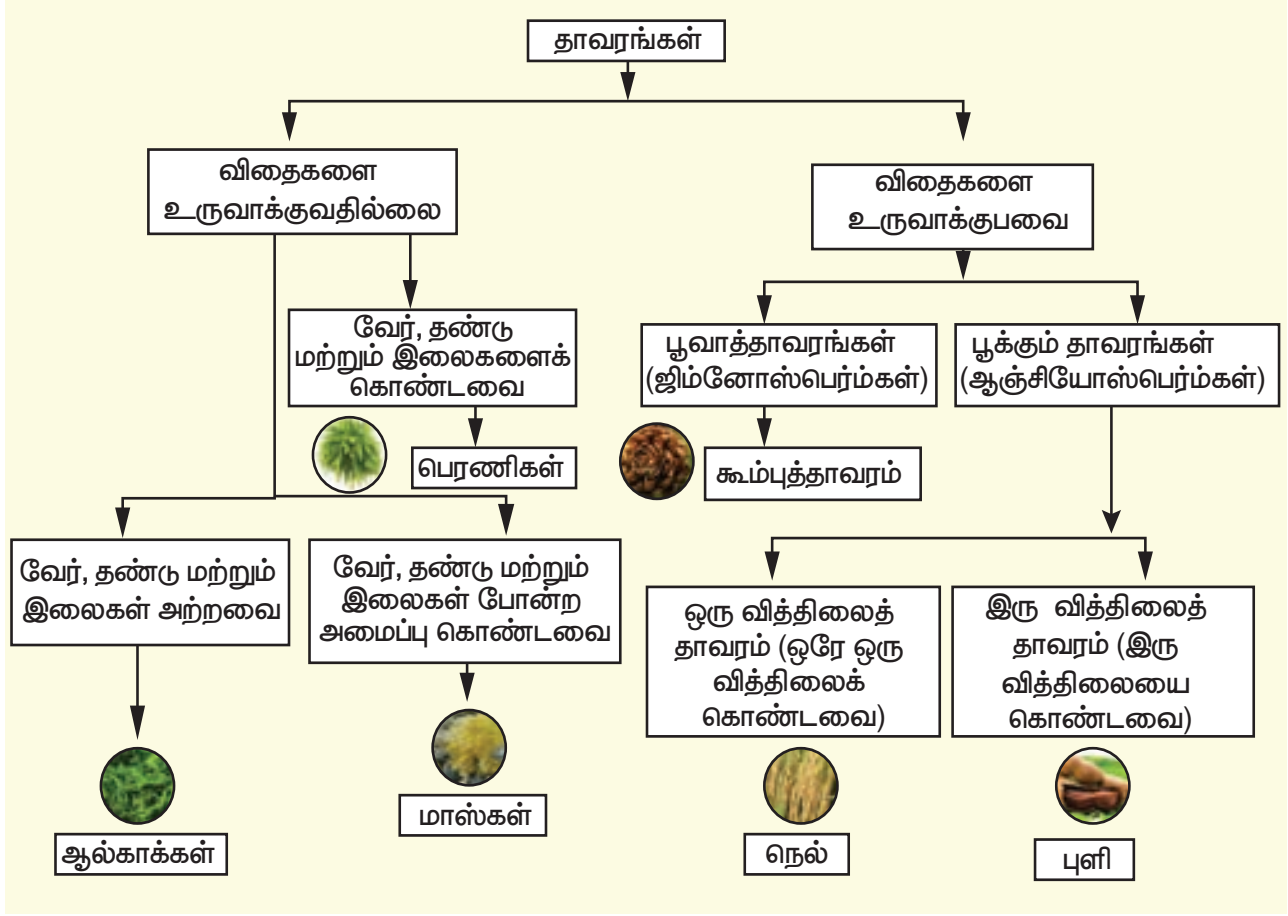 தாவரங்கள்
விதைகளை
உருவாக்குவதில்லை
விதைகளை
உருவாக்குபவை
வேர், தண்டு
மற்றும் இலைகளைக்
கொண்டவை
பூவாத்தாவரங்கள்
(ஜிம்னோஸ்பெர்ம்கள்)
பூக்கும் தாவரங்கள்
(ஆஞ்சியோஸ்பெர்ம்கள்)
பெரணிகள்
கூம்புத்தாவரம்
வேர், தண்டு மற்றும்
இலைகள் அற்றவை
வேர், தண்டு மற்றும்
இலைகள் போன்ற
அமைப்பு கொண்டவை
ஒரு வித்திலைத்
தாவரம் (ஒரே ஒரு
வித்திலைக்
கொண்டவை)
இரு வித்திலைத்
தாவரம் (இரு
வித்திலையை
கொண்டவை)
ஆல்காக்கள்
மாஸ்கள்
நெல்
புளி